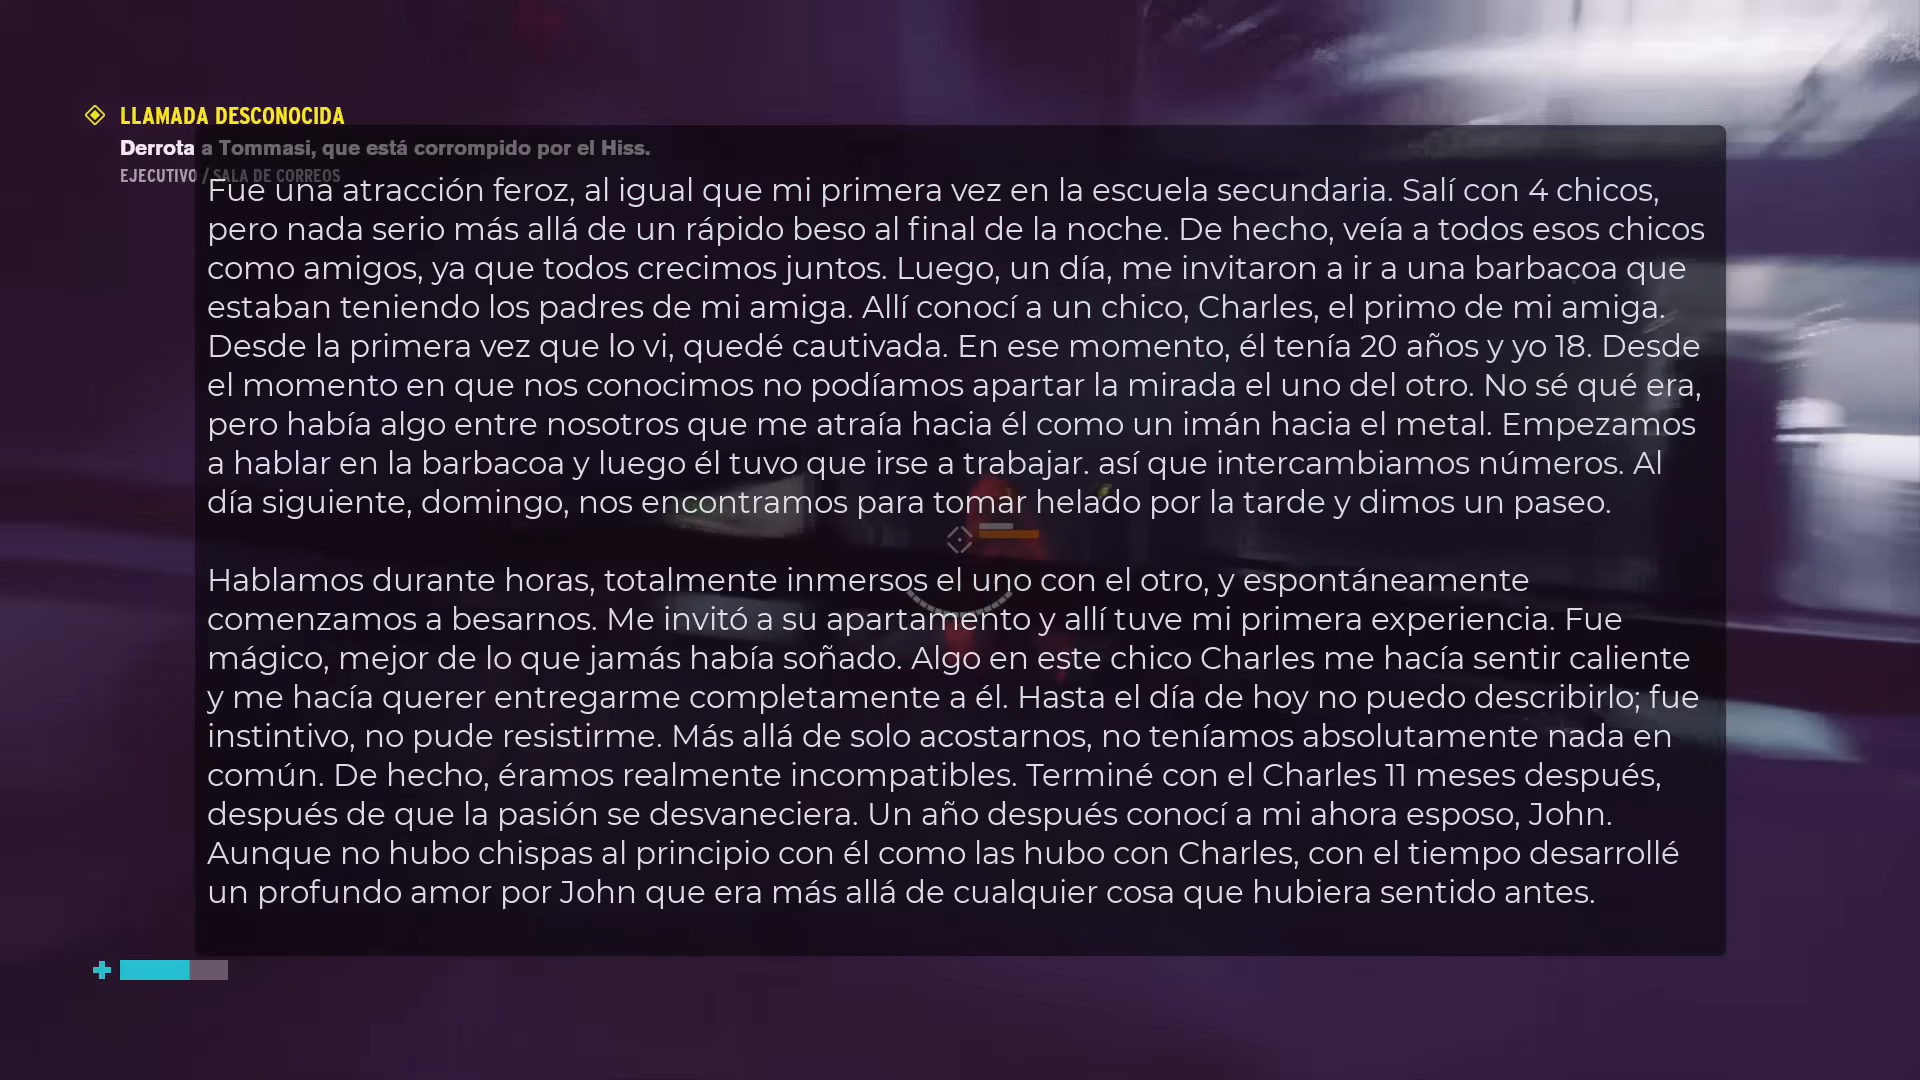 LLAMADA DESCONOCIDA
Derrota a Tommasi, que está corrompido por el Hiss.
EJECUTIVO / SALA DE CORREOS
Fue una atracción feroz, al igual que mi primera vez en la escuela secundaria. Salí con 4 chicos,
pero nada serio más allá de un rápido beso al final de la noche. De hecho, veía a todos esos chicos
como amigos, ya que todos crecimos juntos. Luego, un día, me invitaron a ir a una barbacoa que
estaban teniendo los padres de mi amiga. Allí conocí a un chico, Charles, el primo de mi amiga.
Desde la primera vez que lo vi, quedé cautivada. En ese momento, él tenía 20 años y yo 18. Desde
el momento en que nos conocimos no podíamos apartar la mirada el uno del otro. No sé qué era,
pero había algo entre nosotros que me atraía hacia él como un imán hacia el metal. Empezamos
a hablar en la barbacoa y luego él tuvo que irse a trabajar. así que intercambiamos números. Al
día siguiente, domingo, nos encontramos para tomar helado por la tarde y dimos un paseo.
Hablamos durante horas, totalmente inmersos el uno con el otro, y espontáneamente
comenzamos a besarnos. Me invitó a su apartamento y allí tuve mi primera experiencia. Fue
mágico, mejor de lo que jamás había soñado. Algo en este chico Charles me hacía sentir caliente
y me hacía querer entregarme completamente a él. Hasta el día de hoy no puedo describirlo; fue
instintivo, no pude resistirme. Más allá de solo acostarnos, no teníamos absolutamente nada en
común. De hecho, éramos realmente incompatibles. Terminé con el Charles 11 meses después,
después de que la pasión se desvaneciera. Un año después conocí a mi ahora esposo, John.
Aunque no hubo chispas al principio con él como las hubo con Charles, con el tiempo desarrollé
un profundo amor por John que era más allá de cualquier cosa que hubiera sentido antes.